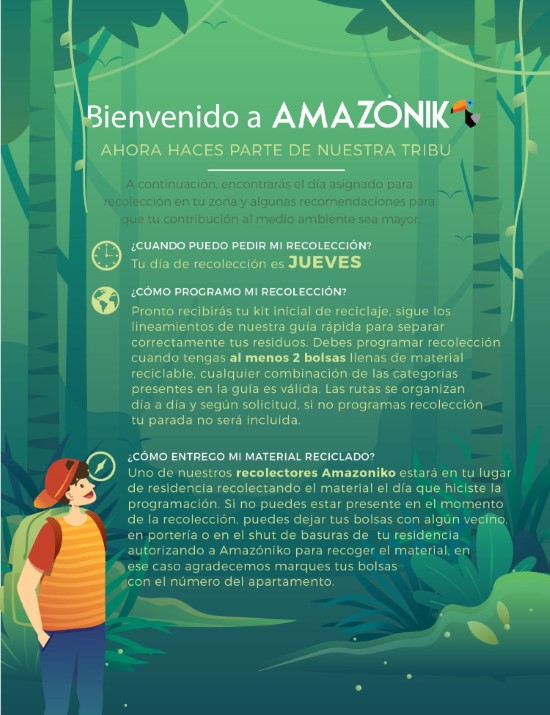 Bienvenido a AMAZÓNIK
AHORA HACES PARTE DE NUESTRA TRIBU
A continuación, encontrarás el día asignado para
recolección en tu zona y algunas recomendaciones para
que tu contribución al medio ambiente sea mayor.
¿CUANDO PUEDO PEDIR MI RECOLECCIÓN?
Tu día de recolección es JUEVES
¿CÓMO PROGRAMO MI RECOLECCIÓN?
Pronto recibirás tu kit inicial de reciclaje, sigue los
lineamientos de nuestra guía rápida para separar
correctamente tus residuos. Debes programar recolección
cuando tengas al menos 2 bolsas llenas de material
reciclable, cualquier combinación de las categorías
presentes en la guía es válida. Las rutas se organizan
día a día y según solicitud, si no programas recolección
tu parada no será incluida.
¿CÓMO ENTREGO MI MATERIAL RECICLADO?
Uno de nuestros recolectores Amazoniko estará en tu lugar
de residencia recolectando el material el día que hiciste la
programación. Si no puedes estar presente en el momento
de la recolección, puedes dejar tus bolsas con algún vecino,
en portería o en el shut de basuras de tu residencia
autorizando a Amazóniko para recoger el material, en
ese caso agradecemos marques tus bolsas
con el número del apartamento.